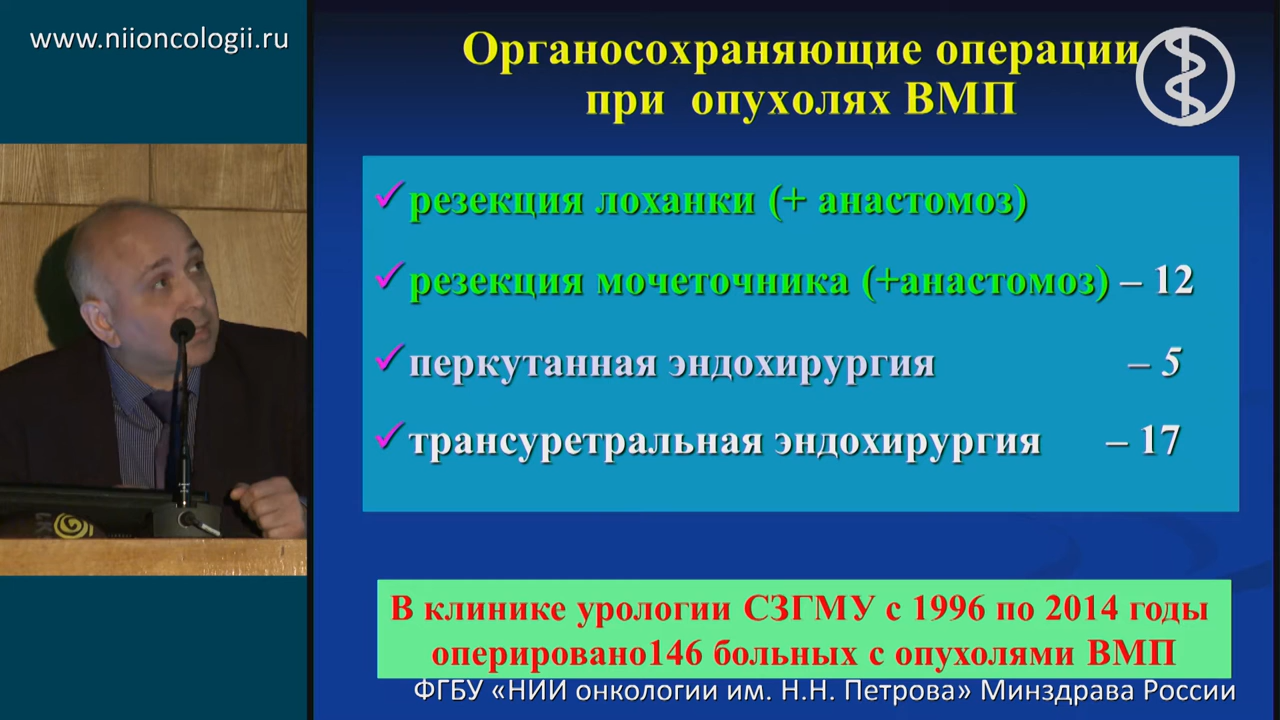 www.niioncologii.ru
Органосохраняющие операции
при опухолях ВМП
резекция лоханки (+ анастомоз)
резекция мочеточника (+анастомоз) – 12
перкутанная эндохирургия – 5
трансуретральная эндохирургия – 17
В клинике урологии СЗГМУ с 1996 по 2014 годы
оперировано146 больных с опухолями ВМП
ФГБУ «НИИ онкологии им. Н.Н. Петрова» Минздрава России